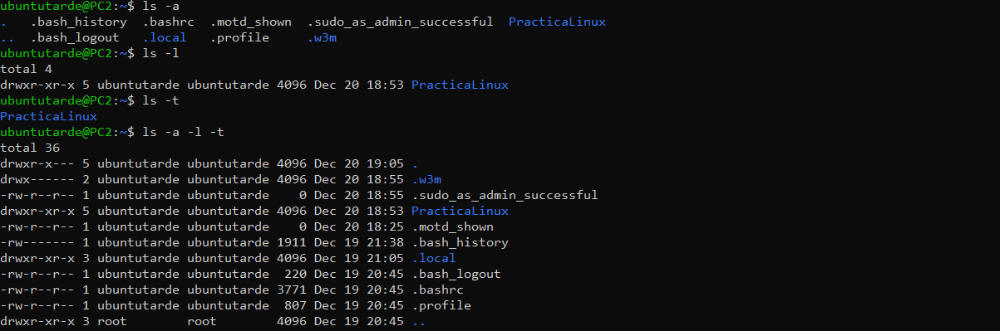 ubuntutarde@PC2:~$ ls -a
.   .bash_history  .bashrc  .motd_shown  .sudo_as_admin_successful  PracticaLinux
..  .bash_logout   .local   .profile     .w3m
ubuntutarde@PC2:~$ ls -l
total 4
drwxr-xr-x 5 ubuntutarde ubuntutarde 4096 Dec 20 18:53 PracticaLinux
ubuntutarde@PC2:~$ ls -t
PracticaLinux
ubuntutarde@PC2:~$ ls -a -l -t
total 36
drwxr-x--- 5 ubuntutarde ubuntutarde 4096 Dec 20 19:05 .
drwx------ 2 ubuntutarde ubuntutarde 4096 Dec 20 18:55 .w3m
-rw-r--r-- 1 ubuntutarde ubuntutarde    0 Dec 20 18:55 .sudo_as_admin_successful
drwxr-xr-x 5 ubuntutarde ubuntutarde 4096 Dec 20 18:53 PracticaLinux
-rw-r--r-- 1 ubuntutarde ubuntutarde    0 Dec 20 18:25 .motd_shown
-rw------- 1 ubuntutarde ubuntutarde 1911 Dec 19 21:38 .bash_history
drwxr-xr-x 3 ubuntutarde ubuntutarde 4096 Dec 19 21:05 .local
-rw-r--r-- 1 ubuntutarde ubuntutarde  220 Dec 19 20:45 .bash_logout
-rw-r--r-- 1 ubuntutarde ubuntutarde 3771 Dec 19 20:45 .bashrc
-rw-r--r-- 1 ubuntutarde ubuntutarde  807 Dec 19 20:45 .profile
drwxr-xr-x 3 root        root        4096 Dec 19 20:45 ..